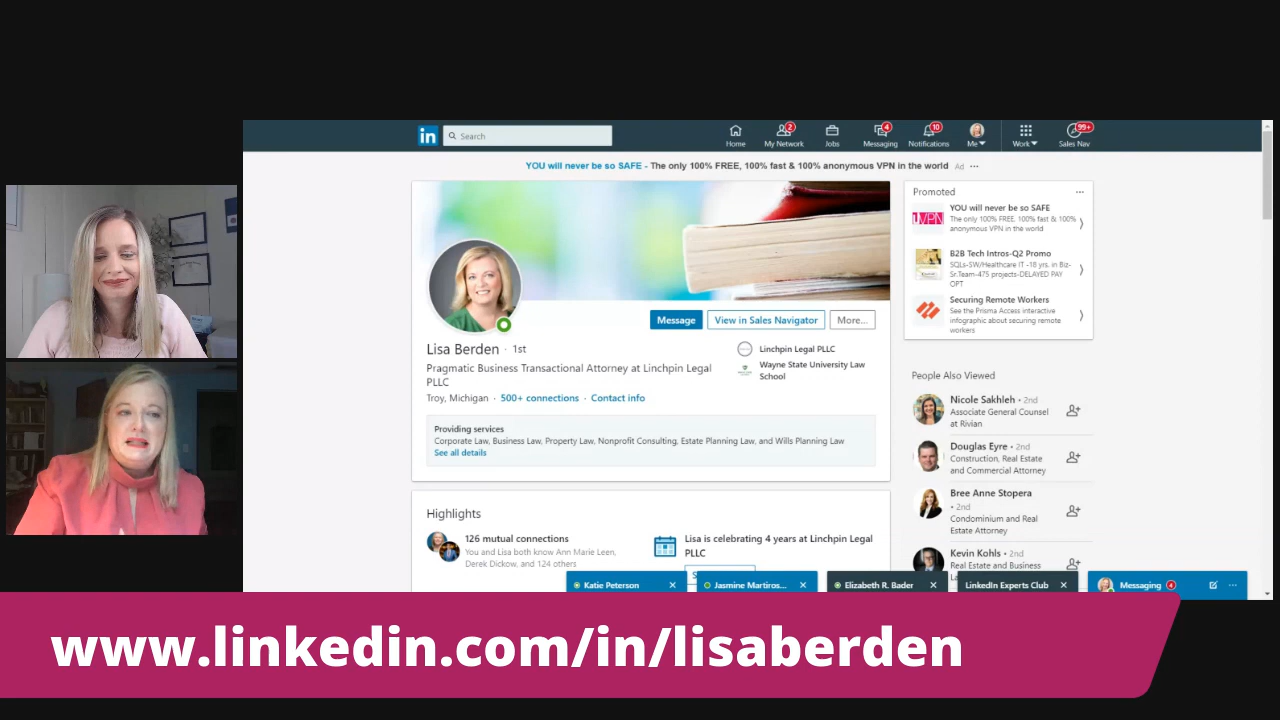 in
Search
Home
2
My Network
Jobs
4
Messaging
10
Notifications
Me
Work
99+
Sales Nav
YOU will never be so SAFE - The only 100% FREE, 100% fast & 100% anonymous VPN in the world Ad ···
Message
View in Sales Navigator
More...
Lisa Berden · 1st
Pragmatic Business Transactional Attorney at Linchpin Legal
PLLC
Troy, Michigan · 500+ connections · Contact info
Linchpin Legal PLLC
Wayne State University Law
School
Providing services
Corporate Law, Business Law, Property Law, Nonprofit Consulting, Estate Planning Law, and Wills Planning Law
See all details
Highlights
126 mutual connections
You and Lisa both know Ann Marie Leen,
Derek Dickow, and 124 others
Lisa is celebrating 4 years at Linchpin Legal
PLLC
Promoted
···
UVPN
YOU will never be so SAFE
The only 100% FREE, 100% fast & 100%
anonymous VPN in the world
B2B Tech Intros-Q2 Promo
SQLs-SW/Healthcare IT -18 yrs. in Biz-
Sr.Team-475 projects-DELAYED PAY
OPT
Securing Remote Workers
See the Prisma Access interactive
infographic about securing remote
workers
People Also Viewed
Nicole Sakhleh • 2nd
Associate General Counsel
at Rivian
Douglas Eyre • 2nd
Construction, Real Estate
and Commercial Attorney
Bree Anne Stopera
• 2nd
Condominium and Real
Estate Attorney
Kevin Kohls • 2nd
Real Estate and Business
Katie Peterson
Jasmine Martiros...
Elizabeth R. Bader
LinkedIn Experts Club
Messaging 4
···
www.linkedin.com/in/lisaberden